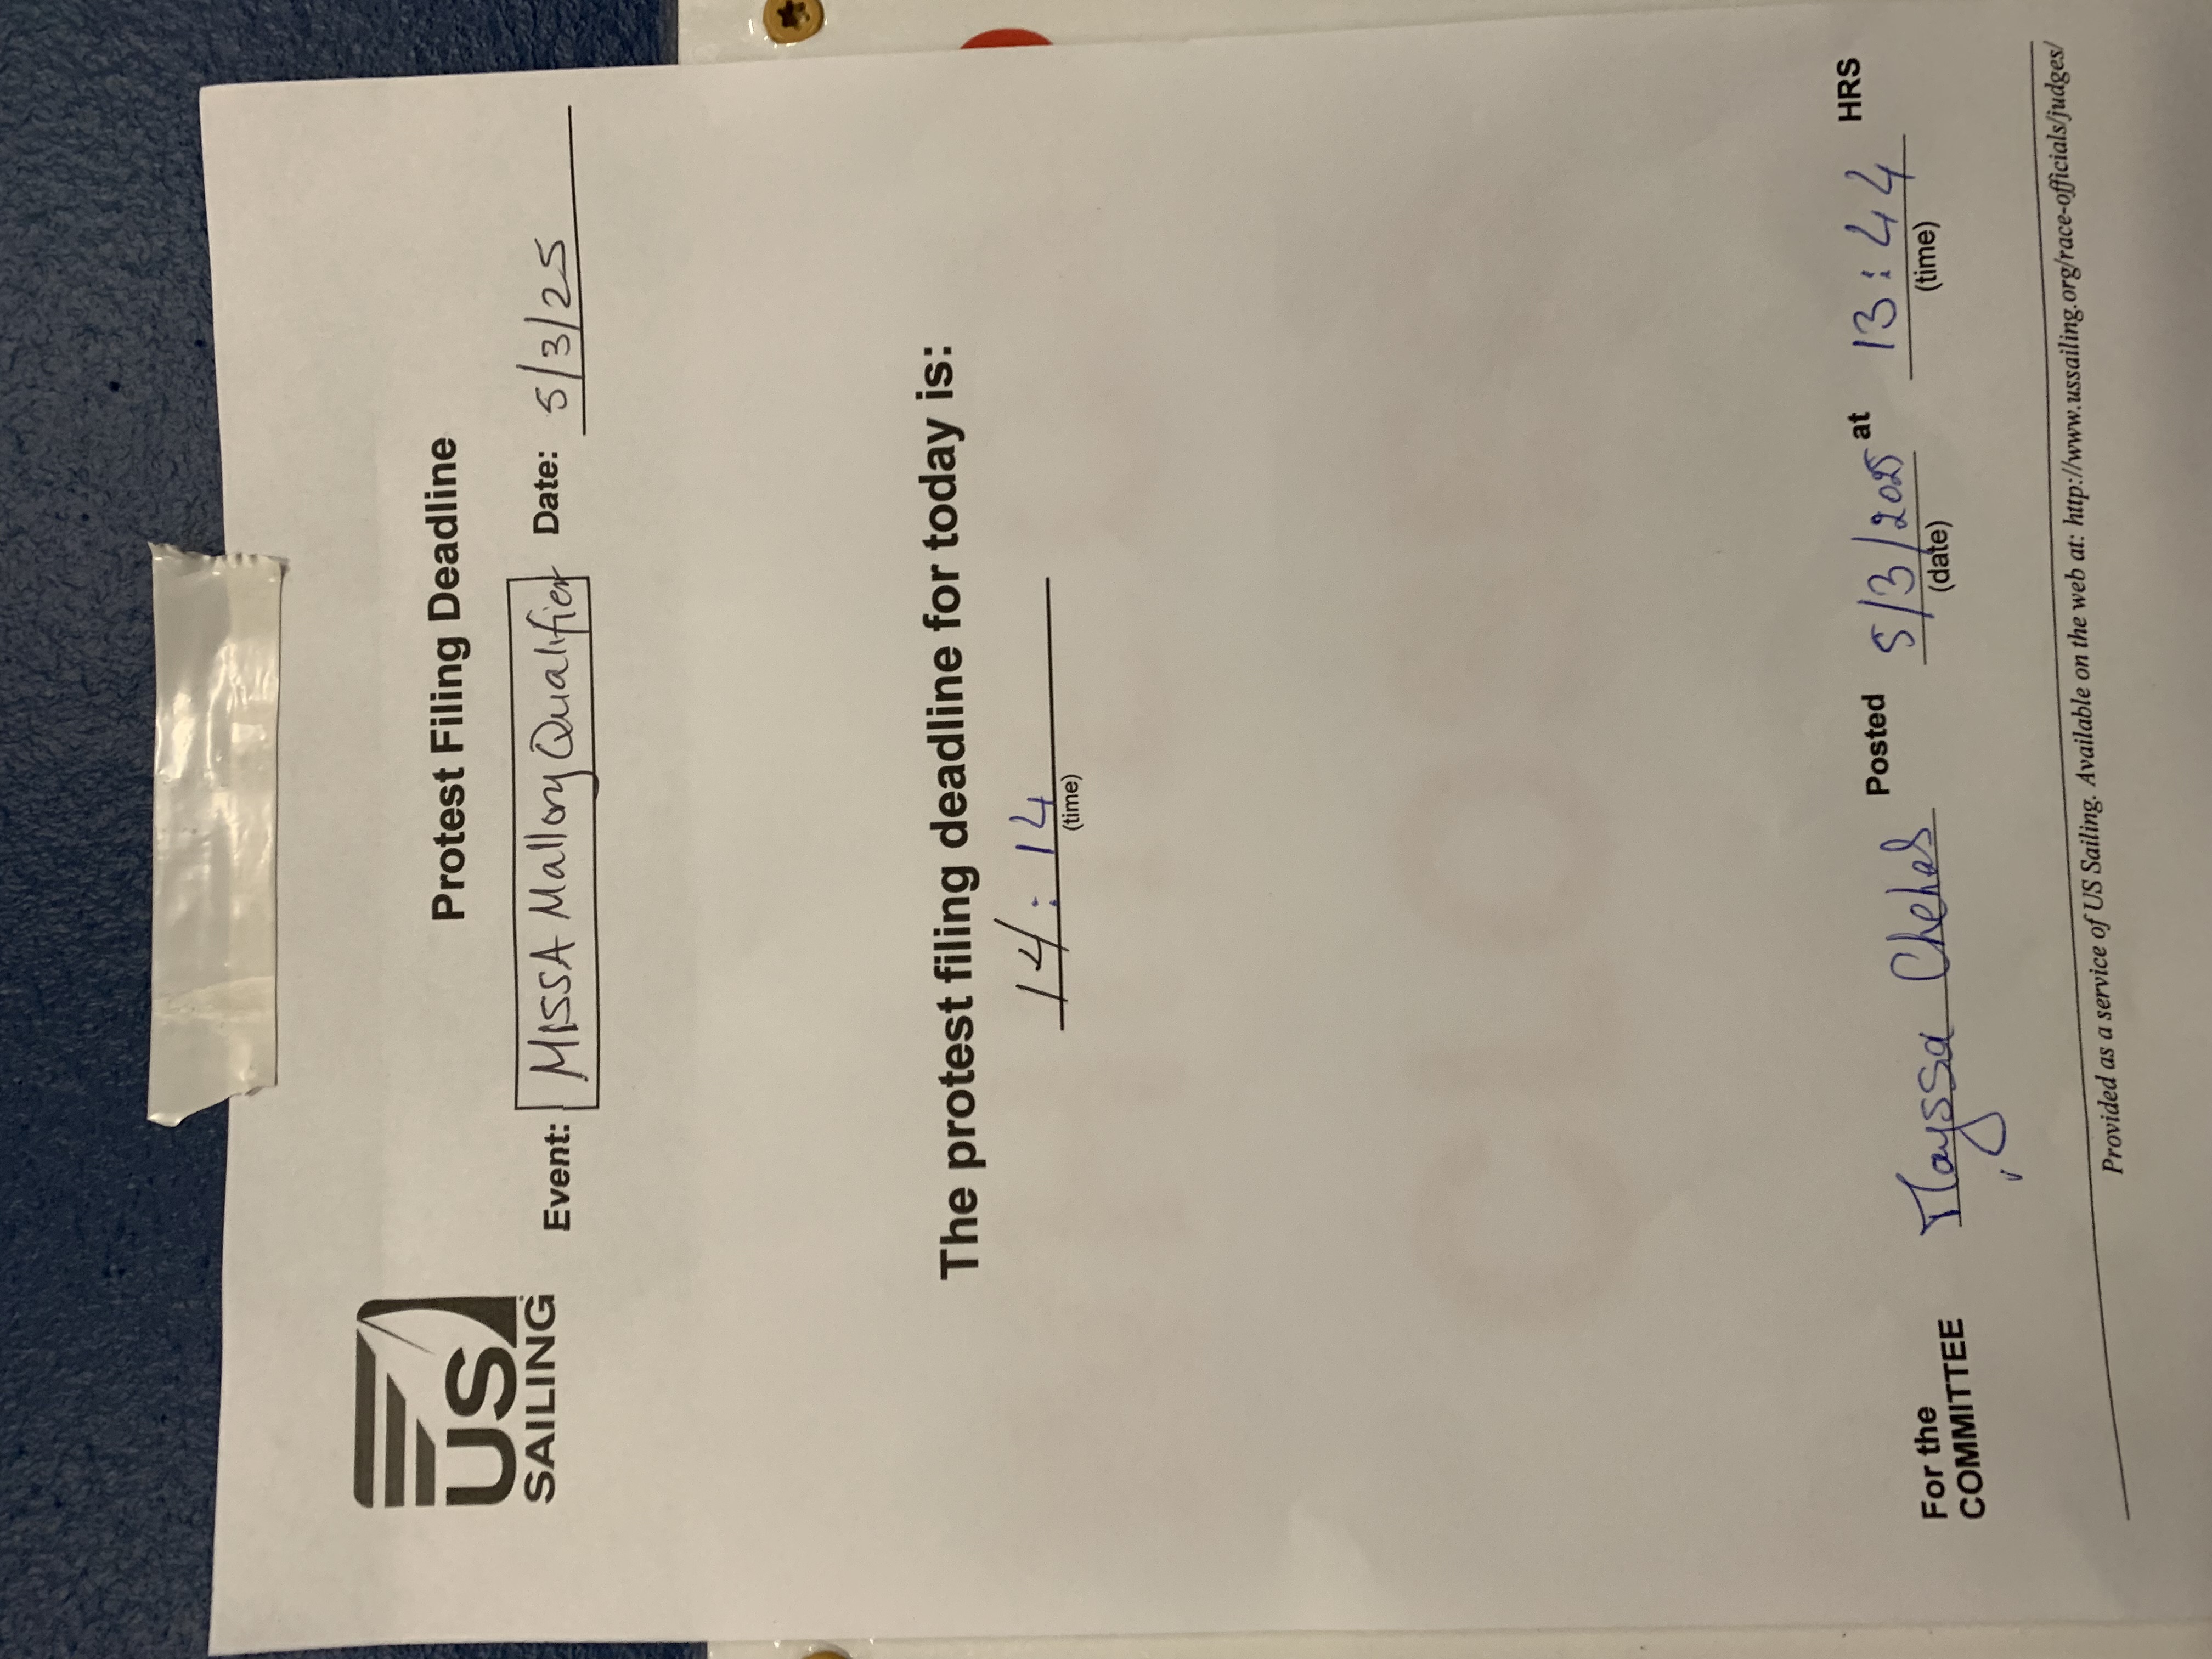 US
SAILING
Protest Filing Deadline
Event: MISSA Mallory Qualifier Date: 5/3/25
The protest filing deadline for today is:
14:14
(time)
For the COMMITTEE Mayssa Chehab Posted 5/3/2025 at 13:44 HRS
(date) (time)
Provided as a service of US Sailing. Available on the web at: http://www.ussailing.org/race-officials/judges/